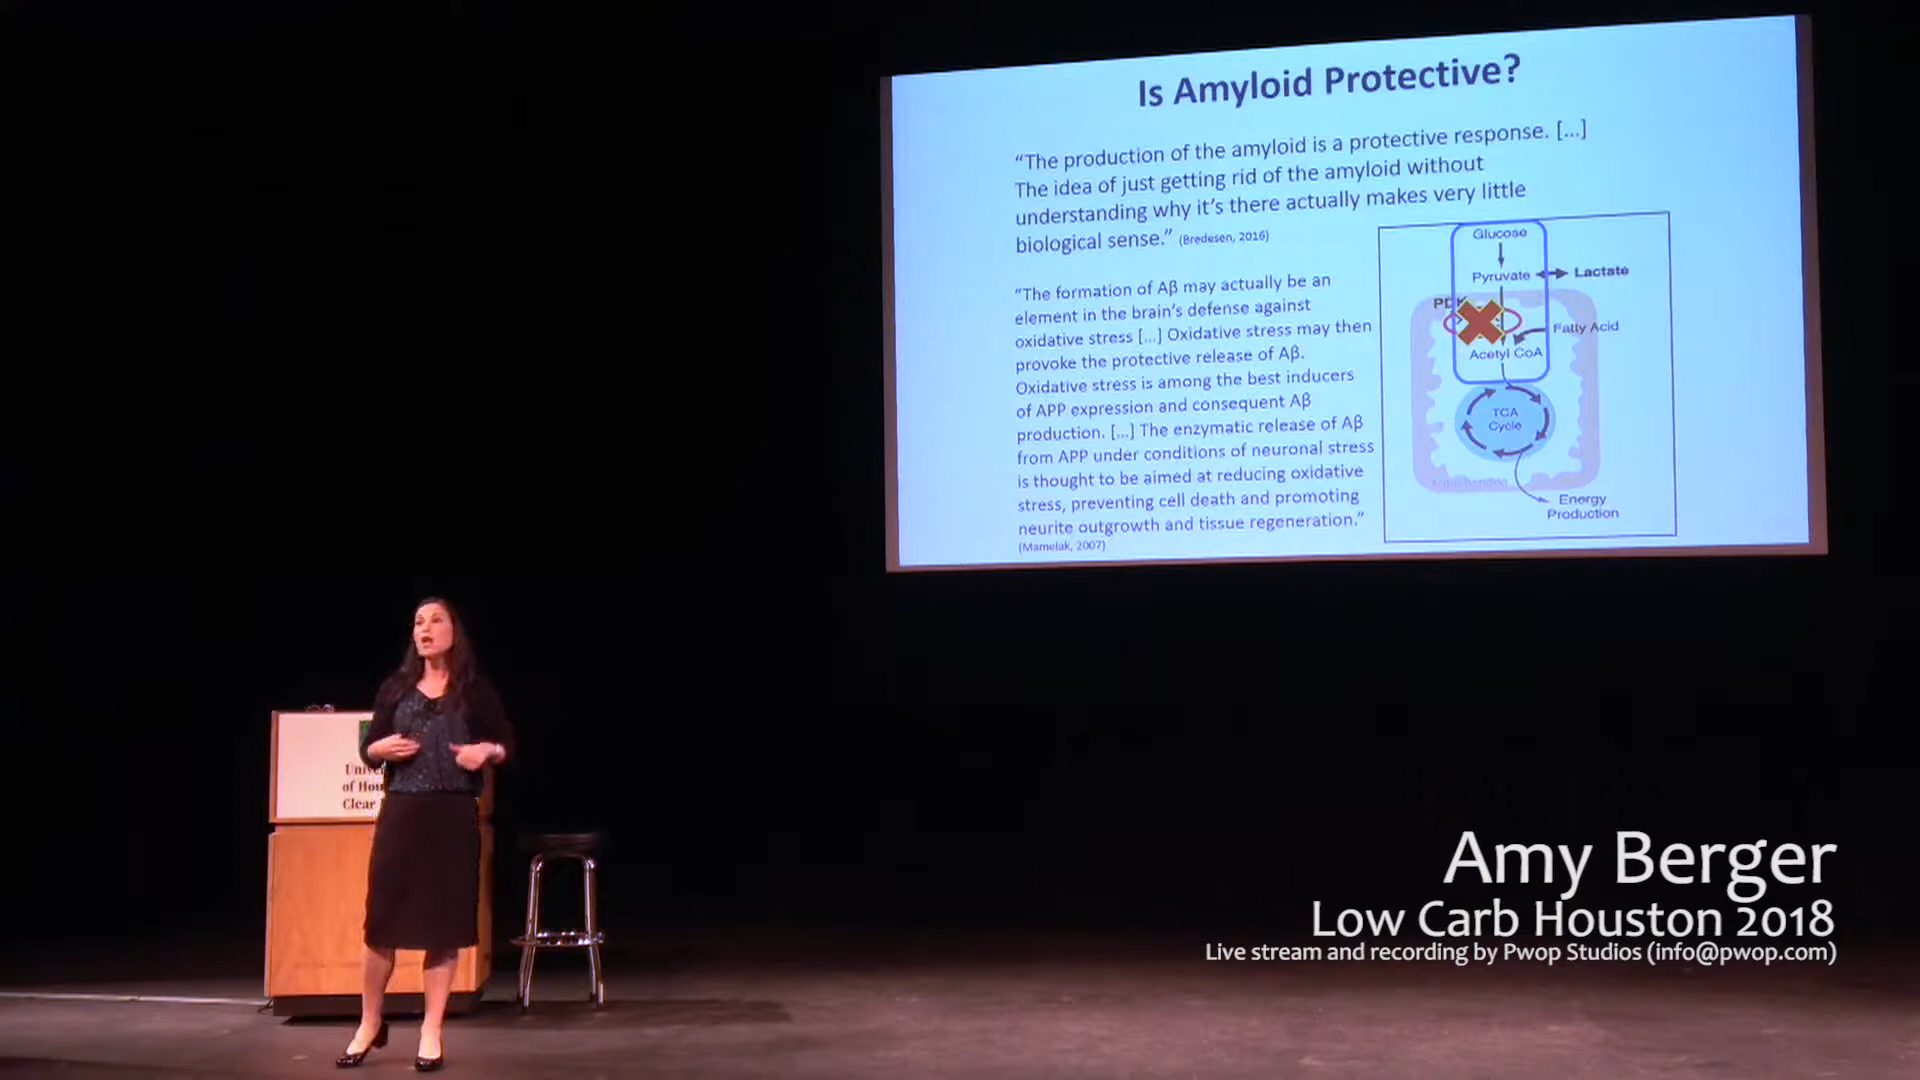 Is Amyloid Protective?
“The production of the amyloid is a protective response. [...]
The idea of just getting rid of the amyloid without
understanding why it’s there actually makes very little
biological sense.” (Bredesen, 2016)
“The formation of Aβ may actually be an
element in the brain’s defense against
oxidative stress [...] Oxidative stress may then
provoke the protective release of Aβ.
Oxidative stress is among the best inducers
of APP expression and consequent Aβ
production. [...] The enzymatic release of Aβ
from APP under conditions of neuronal stress
is thought to be aimed at reducing oxidative
stress, preventing cell death and promoting
neurite outgrowth and tissue regeneration.”
(Mamelak, 2007)
Glucose
Pyruvate
Lactate
Fatty Acid
Acetyl CoA
TCA
Cycle
Energy
Production
of
Clear
Amy Berger
Low Carb Houston 2018
Live stream and recording by Pwop Studios (info@pwop.com)